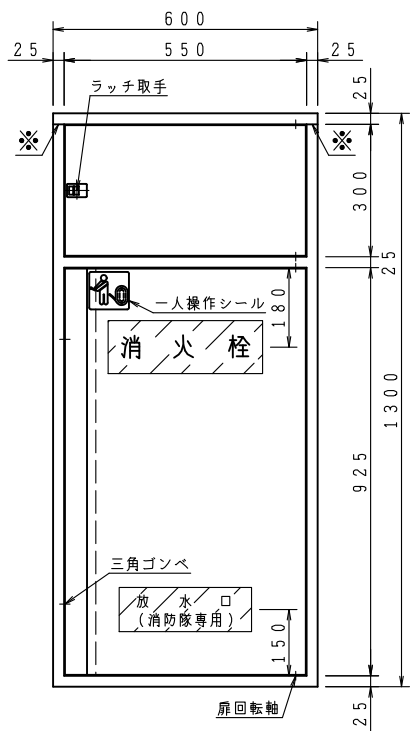 600
25
550
25
ラッチ取手
25
※
※
300
25
一人操作シール
180
消火栓
1300
925
三角ゴンベ
放水口
(消防隊専用)
150
扉回転軸
25